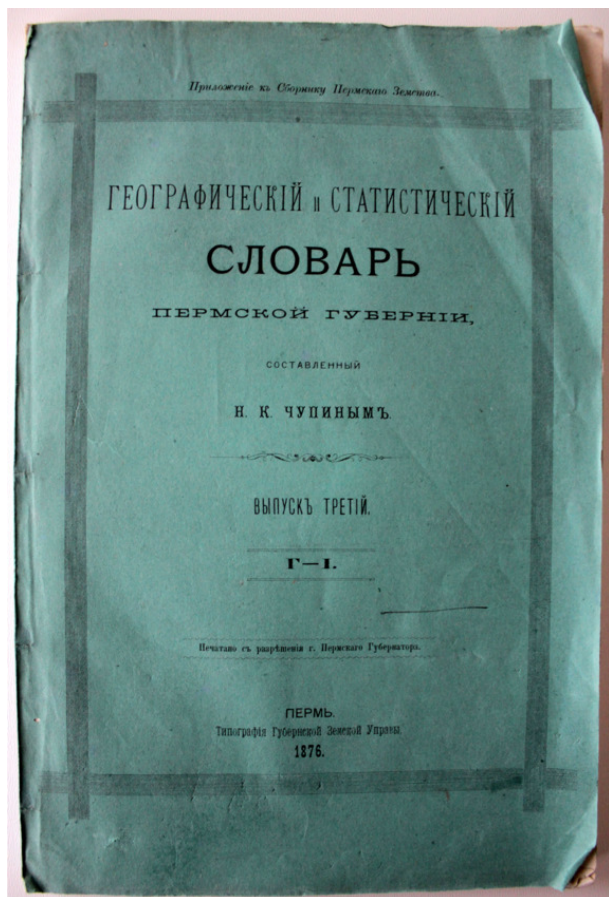 Приложеніе къ Сборнику Пермскаго Земства.
ГЕОГРАФИЧЕСКІЙ и СТАТИСТИЧЕСКІЙ
СЛОВАРЬ
ПЕРМСКОЙ ГУБЕРНІИ,
СОСТАВЛЕННЫЙ
Н. К. ЧУПИНЫМЪ.
ВЫПУСКЪ ТРЕТІЙ.
Г—І.
Печатано съ разрѣшенія г. Пермскаго Губернатора.
ПЕРМЬ.
Типографія Губернской Земской Управы.
1876.